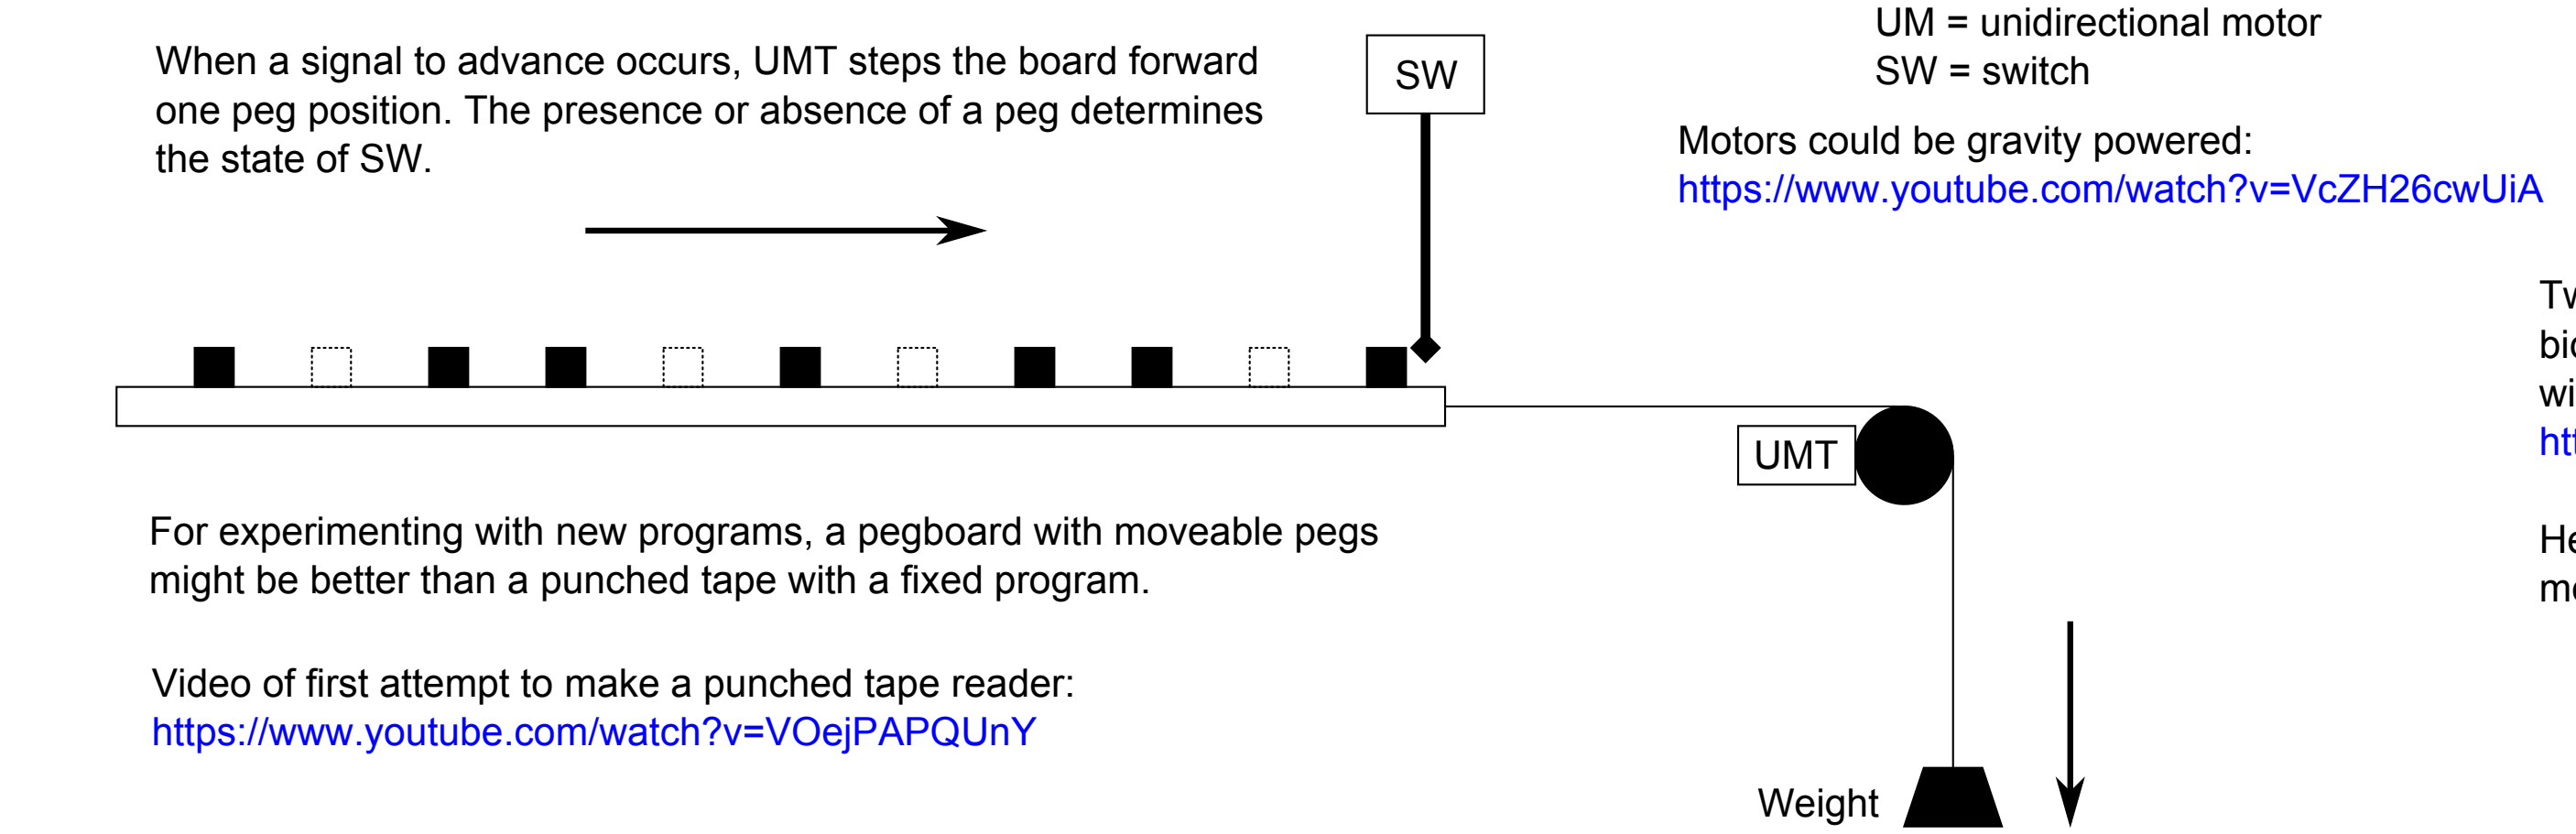 UM = unidirectional motor
SW = switch
When a signal to advance occurs, UMT steps the board forward
one peg position. The presence or absence of a peg determines
the state of SW.
SW
Motors could be gravity powered:
https://www.youtube.com/watch?v=VcZH26cwUiA
UMT
For experimenting with new programs, a pegboard with moveable pegs
might be better than a punched tape with a fixed program.
Video of first attempt to make a punched tape reader:
https://www.youtube.com/watch?v=VOejPAPQUnY
Weight